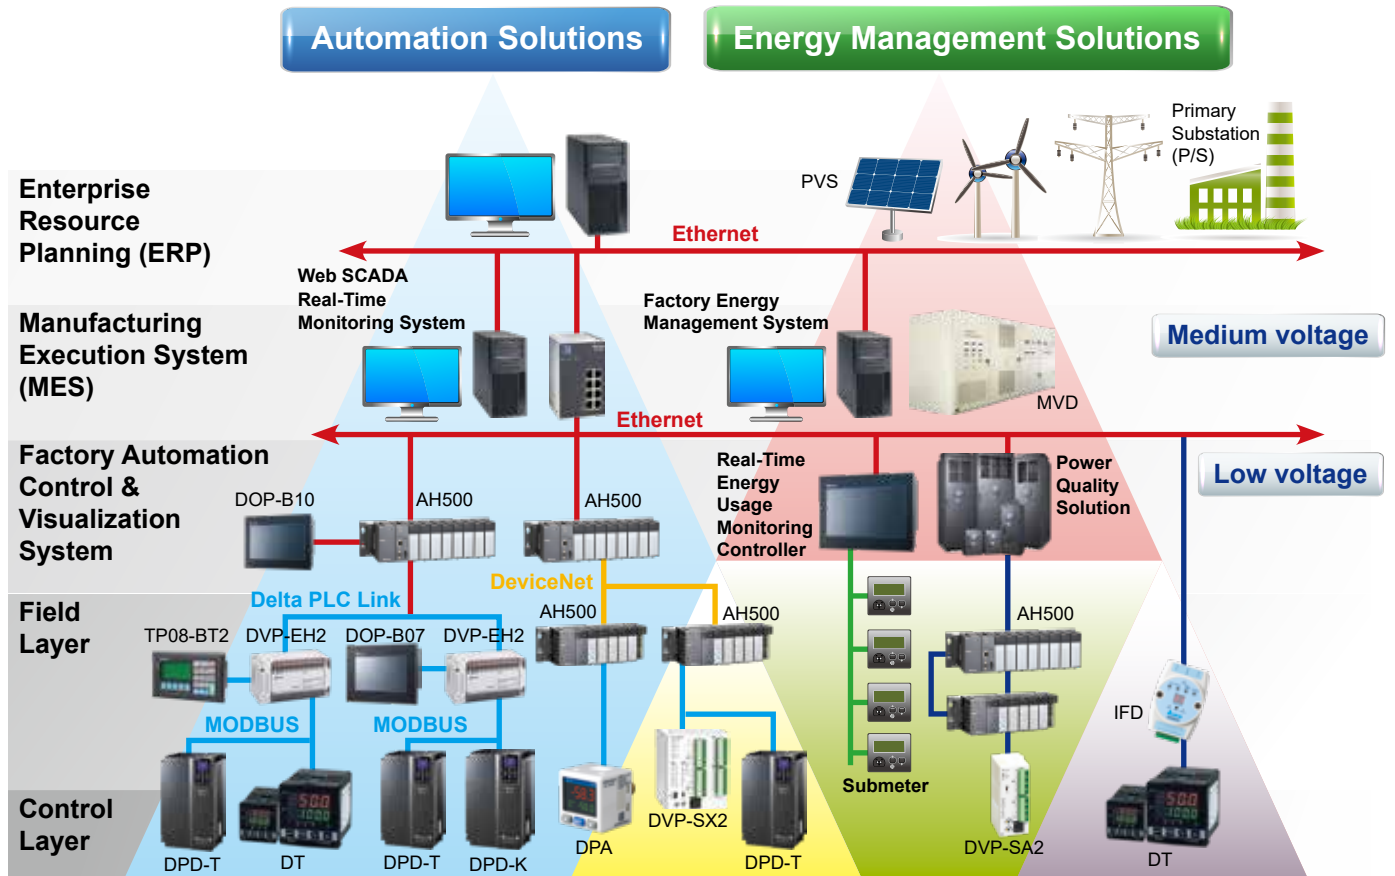 Automation Solutions
Energy Management Solutions
Primary
Substation
(P/S)
PVS
Enterprise
Resource
Planning (ERP)
Ethernet
Web SCADA
Real-Time
Monitoring System
Factory Energy
Management System
Manufacturing
Execution System
(MES)
Medium voltage
MVD
Ethernet
Factory Automation
Control &
Visualization
System
DOP-B10
AH500
AH500
Real-Time
Energy
Usage
Monitoring
Controller
Power
Quality
Solution
Low voltage
DeviceNet
Delta PLC Link
Field
Layer
TP08-BT2
DVP-EH2
DOP-B07
DVP-EH2
AH500
AH500
AH500
MODBUS
MODBUS
IFD
Submeter
Control
Layer
DPD-T
DT
DPD-T
DPD-K
DPA
DVP-SX2
DPD-T
DVP-SA2
DT